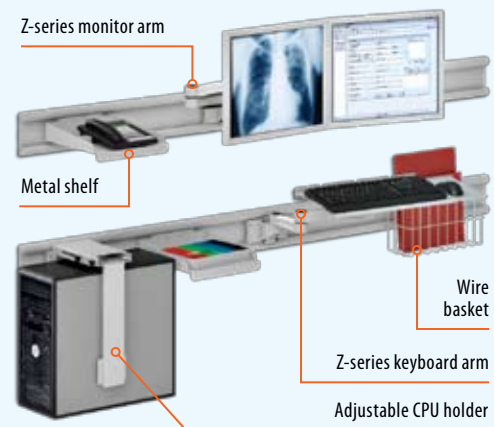 Z-series monitor arm
Metal shelf
Wire
basket
Z-series keyboard arm
Adjustable CPU holder